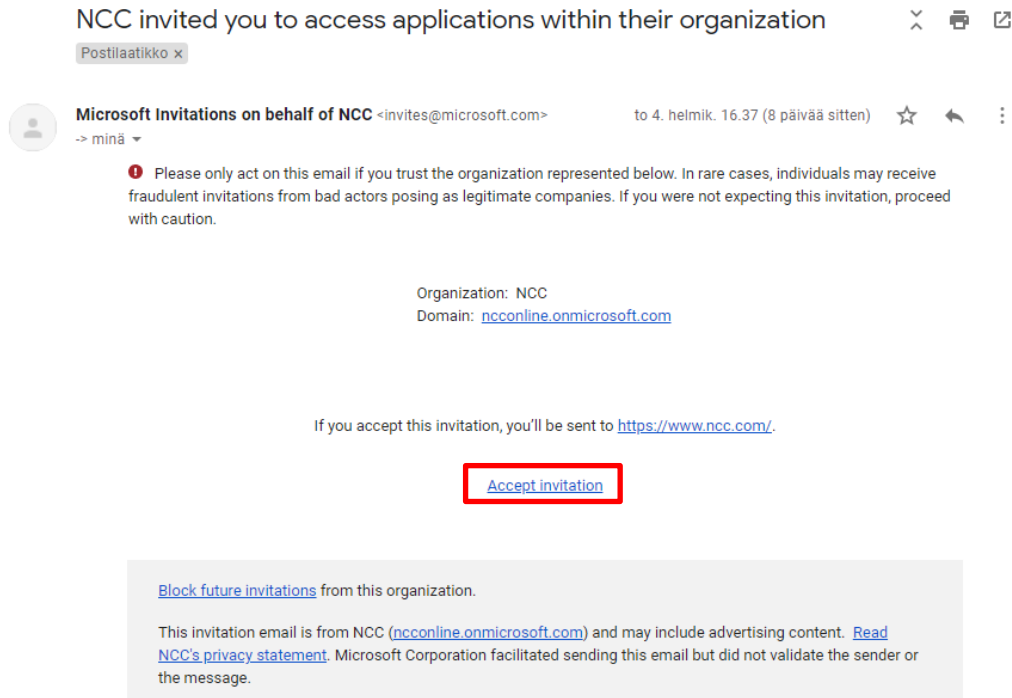 NCC invited you to access applications within their organization
Postilaatikko ×
Microsoft Invitations on behalf of NCC <invites@microsoft.com>
to 4. helmik. 16.37 (8 päivää sitten)
-> minä
Please only act on this email if you trust the organization represented below. In rare cases, individuals may receive
fraudulent invitations from bad actors posing as legitimate companies. If you were not expecting this invitation, proceed
with caution.
Organization: NCC
Domain: ncconline.onmicrosoft.com
If you accept this invitation, you’ll be sent to https://www.ncc.com/.
Accept invitation
Block future invitations from this organization.
This invitation email is from NCC (ncconline.onmicrosoft.com) and may include advertising content. Read
NCC's privacy statement. Microsoft Corporation facilitated sending this email but did not validate the sender or
the message.